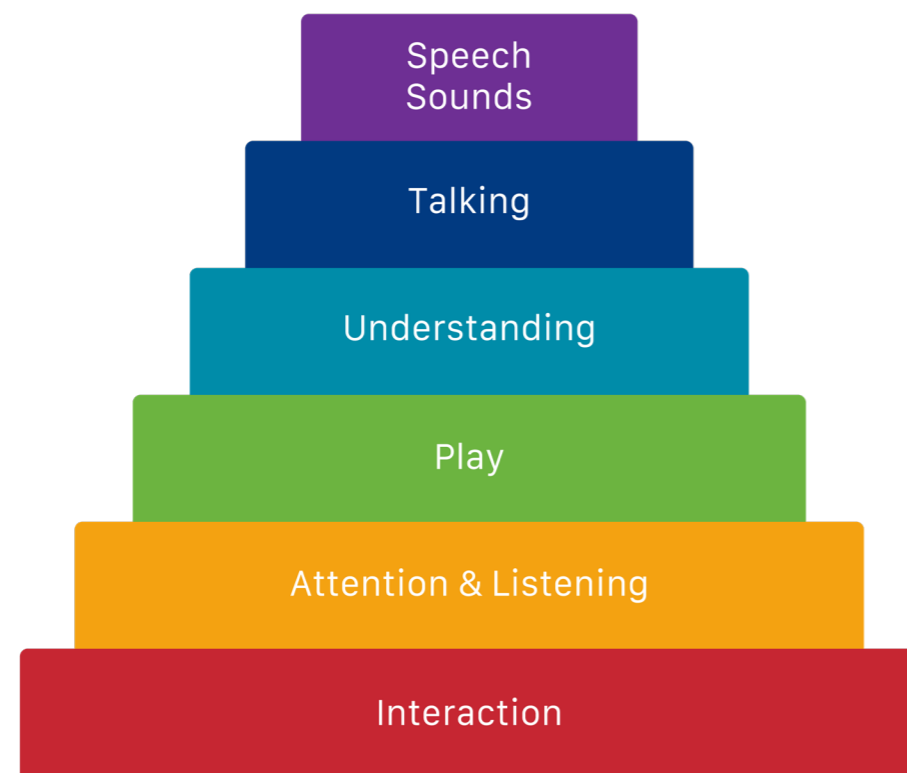 Speech
Sounds
Talking
Understanding
Play
Attention & Listening
Interaction